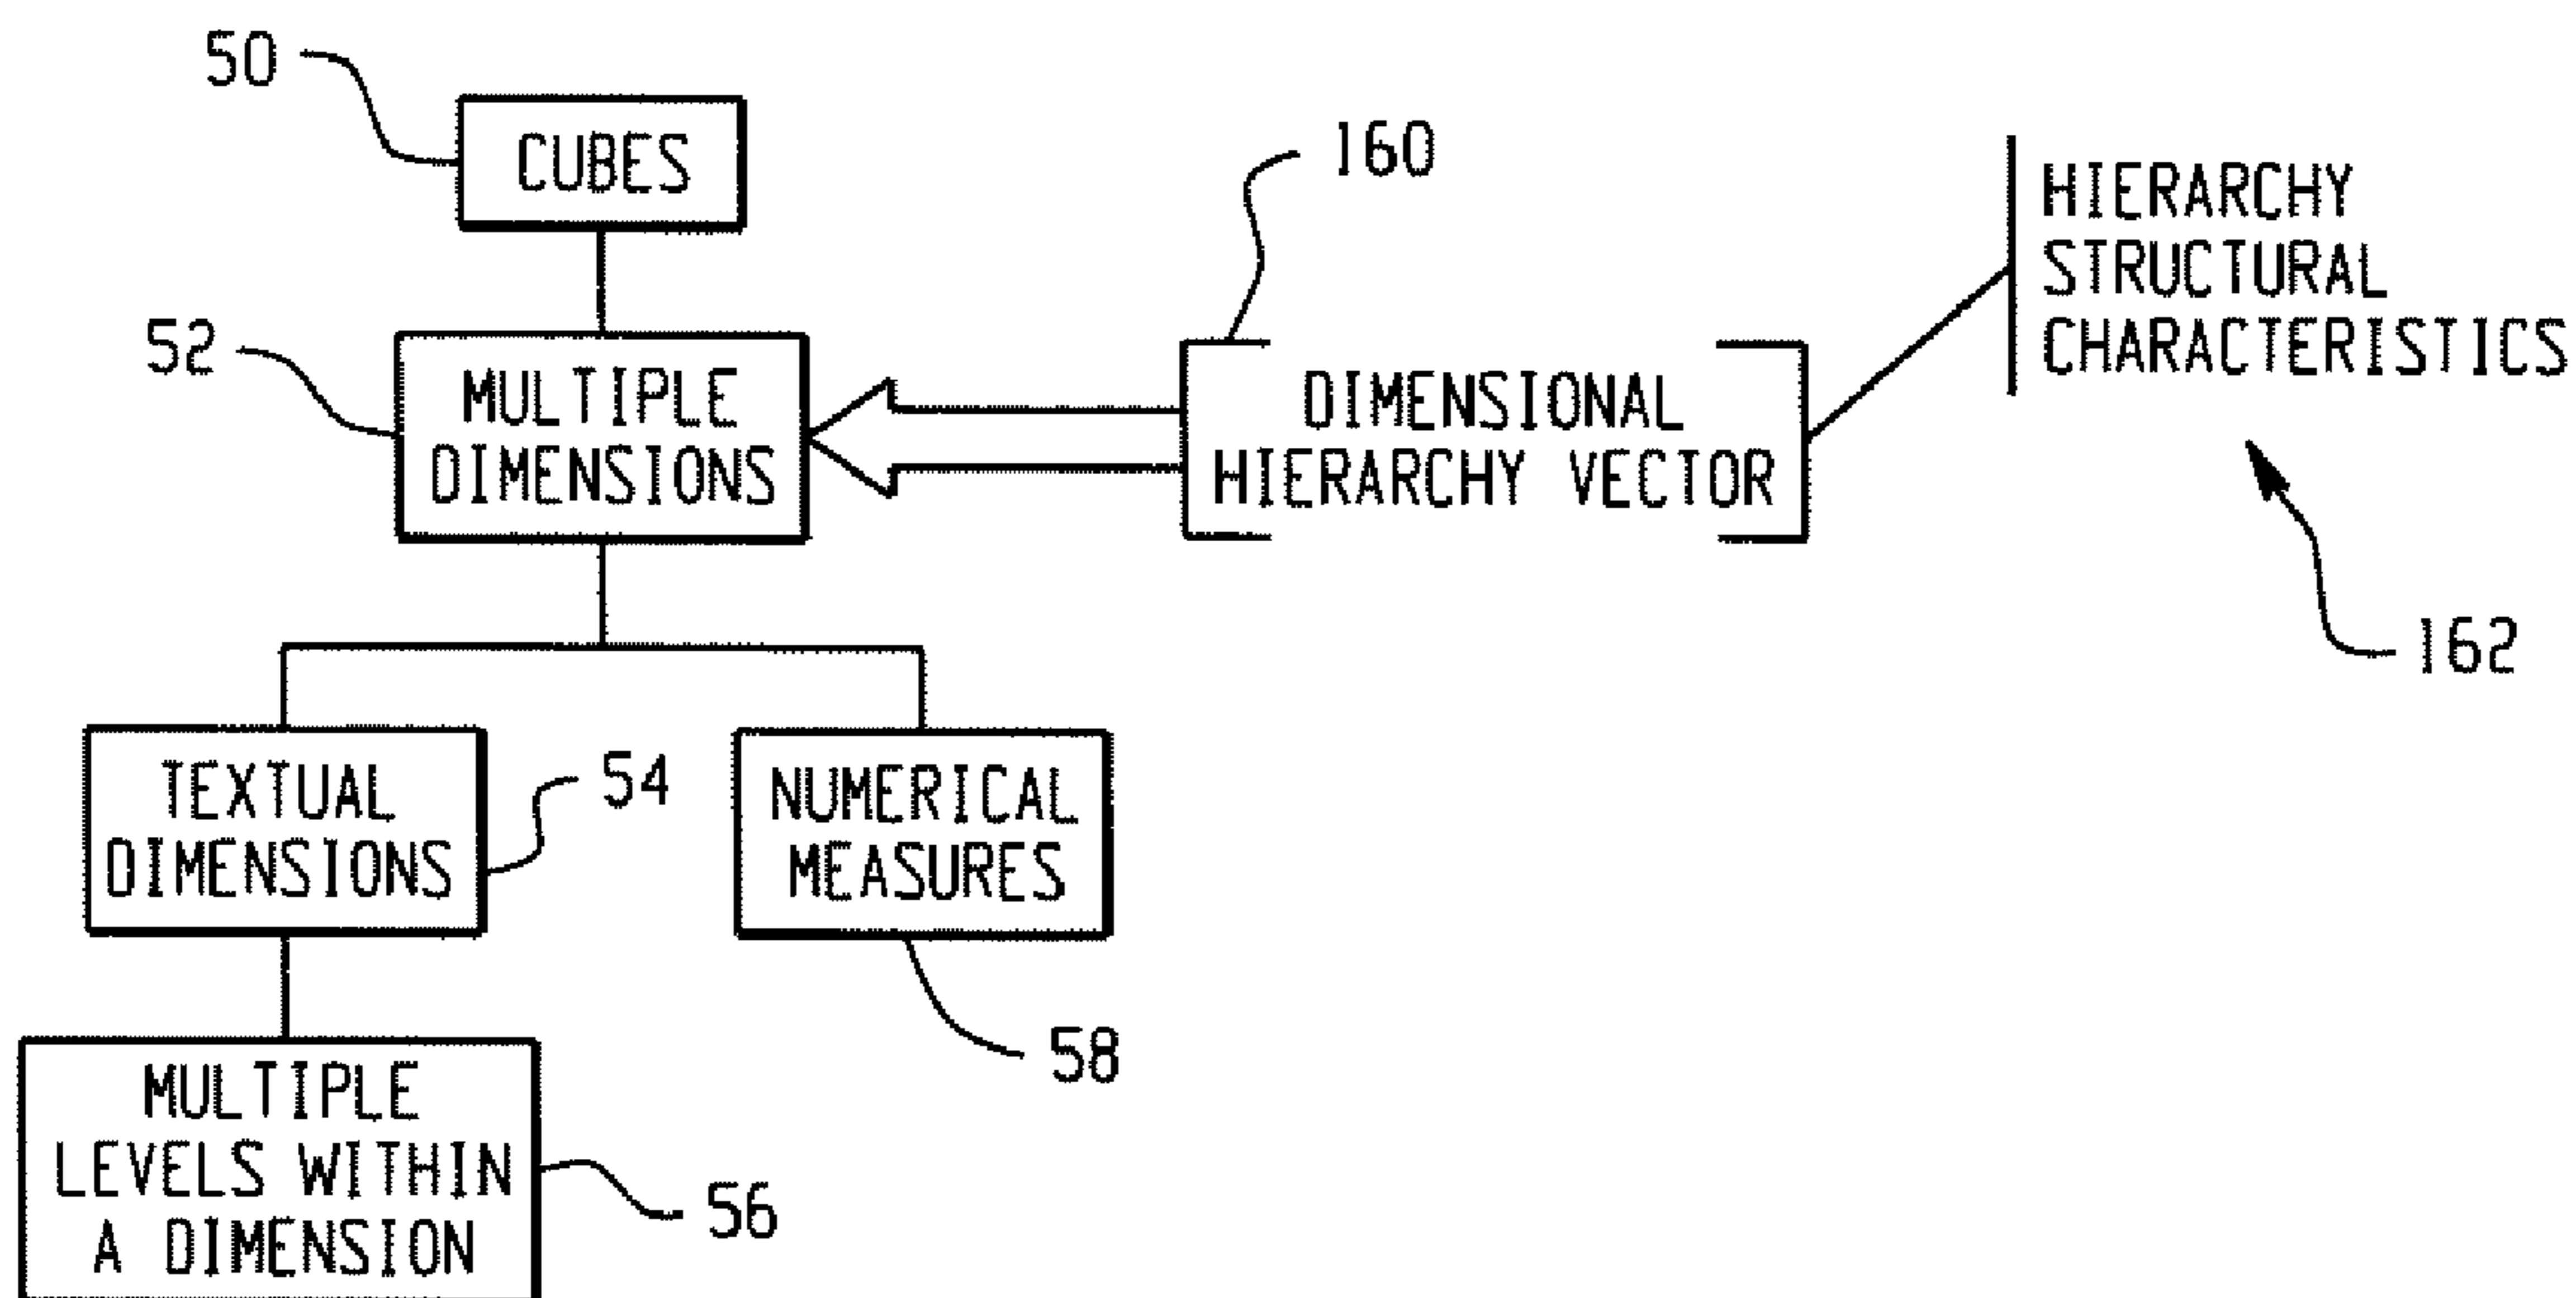 50
CUBES
160
HIERARCHY
STRUCTURAL
CHARACTERISTICS
52
MULTIPLE
DIMENSIONS
DIMENSIONAL
HIERARCHY VECTOR
162
TEXTUAL
DIMENSIONS
54
NUMERICAL
MEASURES
58
MULTIPLE
LEVELS WITHIN
A DIMENSION
56